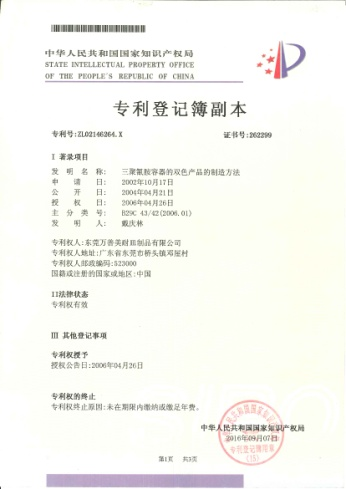 中华人民共和国国家知识产权局
STATE INTELLECTUAL PROPERTY OFFICE
OF THE PEOPLE'S REPUBLIC OF CHINA
专利登记簿副本
专利号:ZL02146264.X
证书号:262299
I 著录项目
发明名称:三聚氰胺容器的双色产品的制造方法
申请日:2002年10月17日
公开日:2004年04月21日
授权日:2006年04月26日
主分类号:B29C 43/42(2006.01)
发明人:戴庆林
专利权人:东莞万善美耐皿制品有限公司
专利权人地址:广东省东莞市桥头镇邓屋村
专利权人邮政编码:523000
国籍或注册的国家或地区:中国
II法律状态
专利权有效
III 其他登记事项
专利权授予
授权公告日:2006年04月26日
专利权的终止
专利权终止原因:未在期限内缴纳或缴足年费。
中华人民共和国国家知识产权局
2016年09月07日
专利登记簿用章
(15)
第1页 共3页